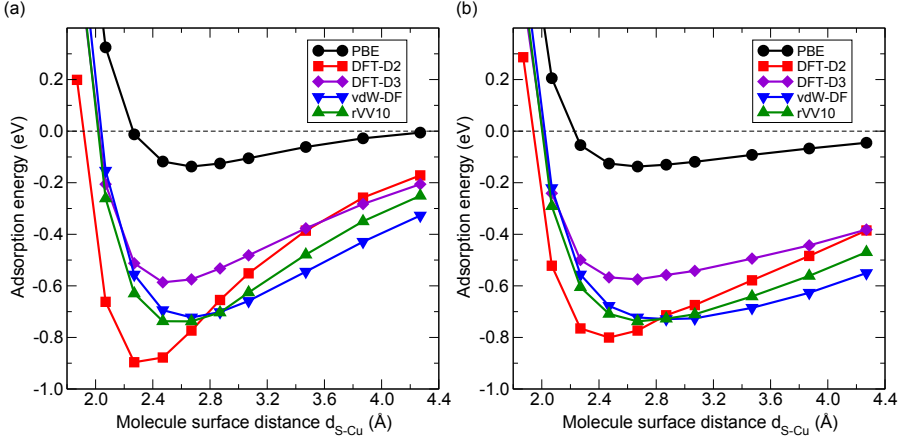 (a)
Adsorption energy (eV)
0.2
0.0
-0.2
-0.4
-0.6
-0.8
-1.0
PBE
DFT-D2
DFT-D3
vdW-DF
rVV10
2.0 2.4 2.8 3.2 3.6 4.0 4.4
Molecule surface distance d_S-Cu (Å)
(b)
Adsorption energy (eV)
0.2
0.0
-0.2
-0.4
-0.6
-0.8
-1.0
PBE
DFT-D2
DFT-D3
vdW-DF
rVV10
2.0 2.4 2.8 3.2 3.6 4.0 4.4
Molecule surface distance d_S-Cu (Å)